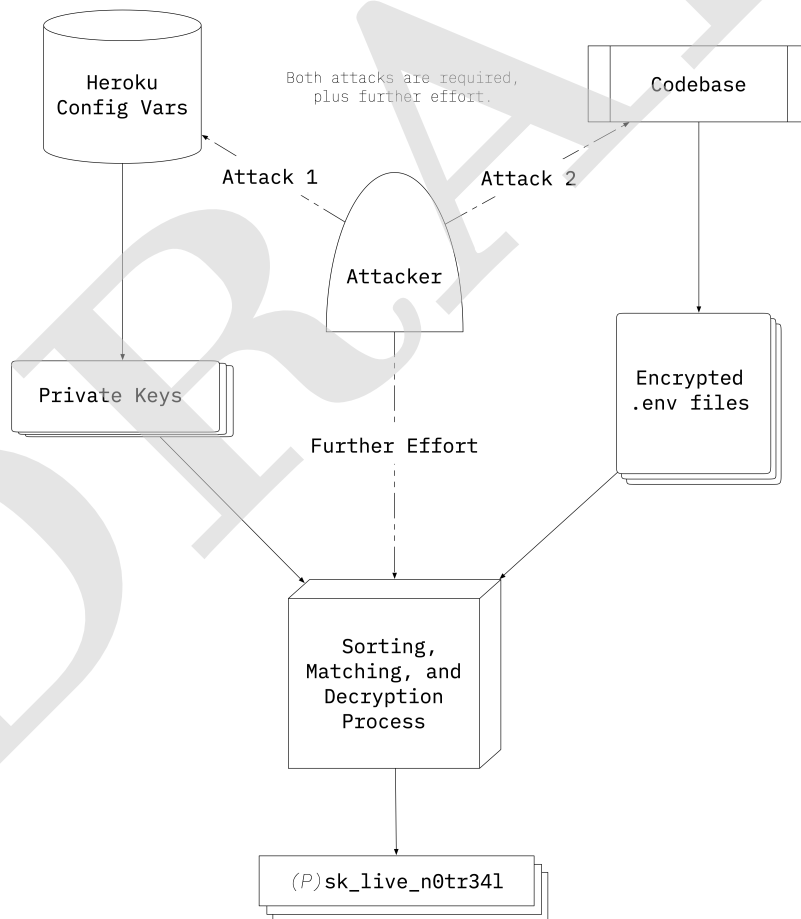 Heroku
Config Vars
Both attacks are required,
plus further effort.
Codebase
Attack 1
Attack 2
Attacker
Private Keys
Encrypted
.env files
Further Effort
Sorting,
Matching, and
Decryption
Process
(P)sk_live_n0tr34l
DRA